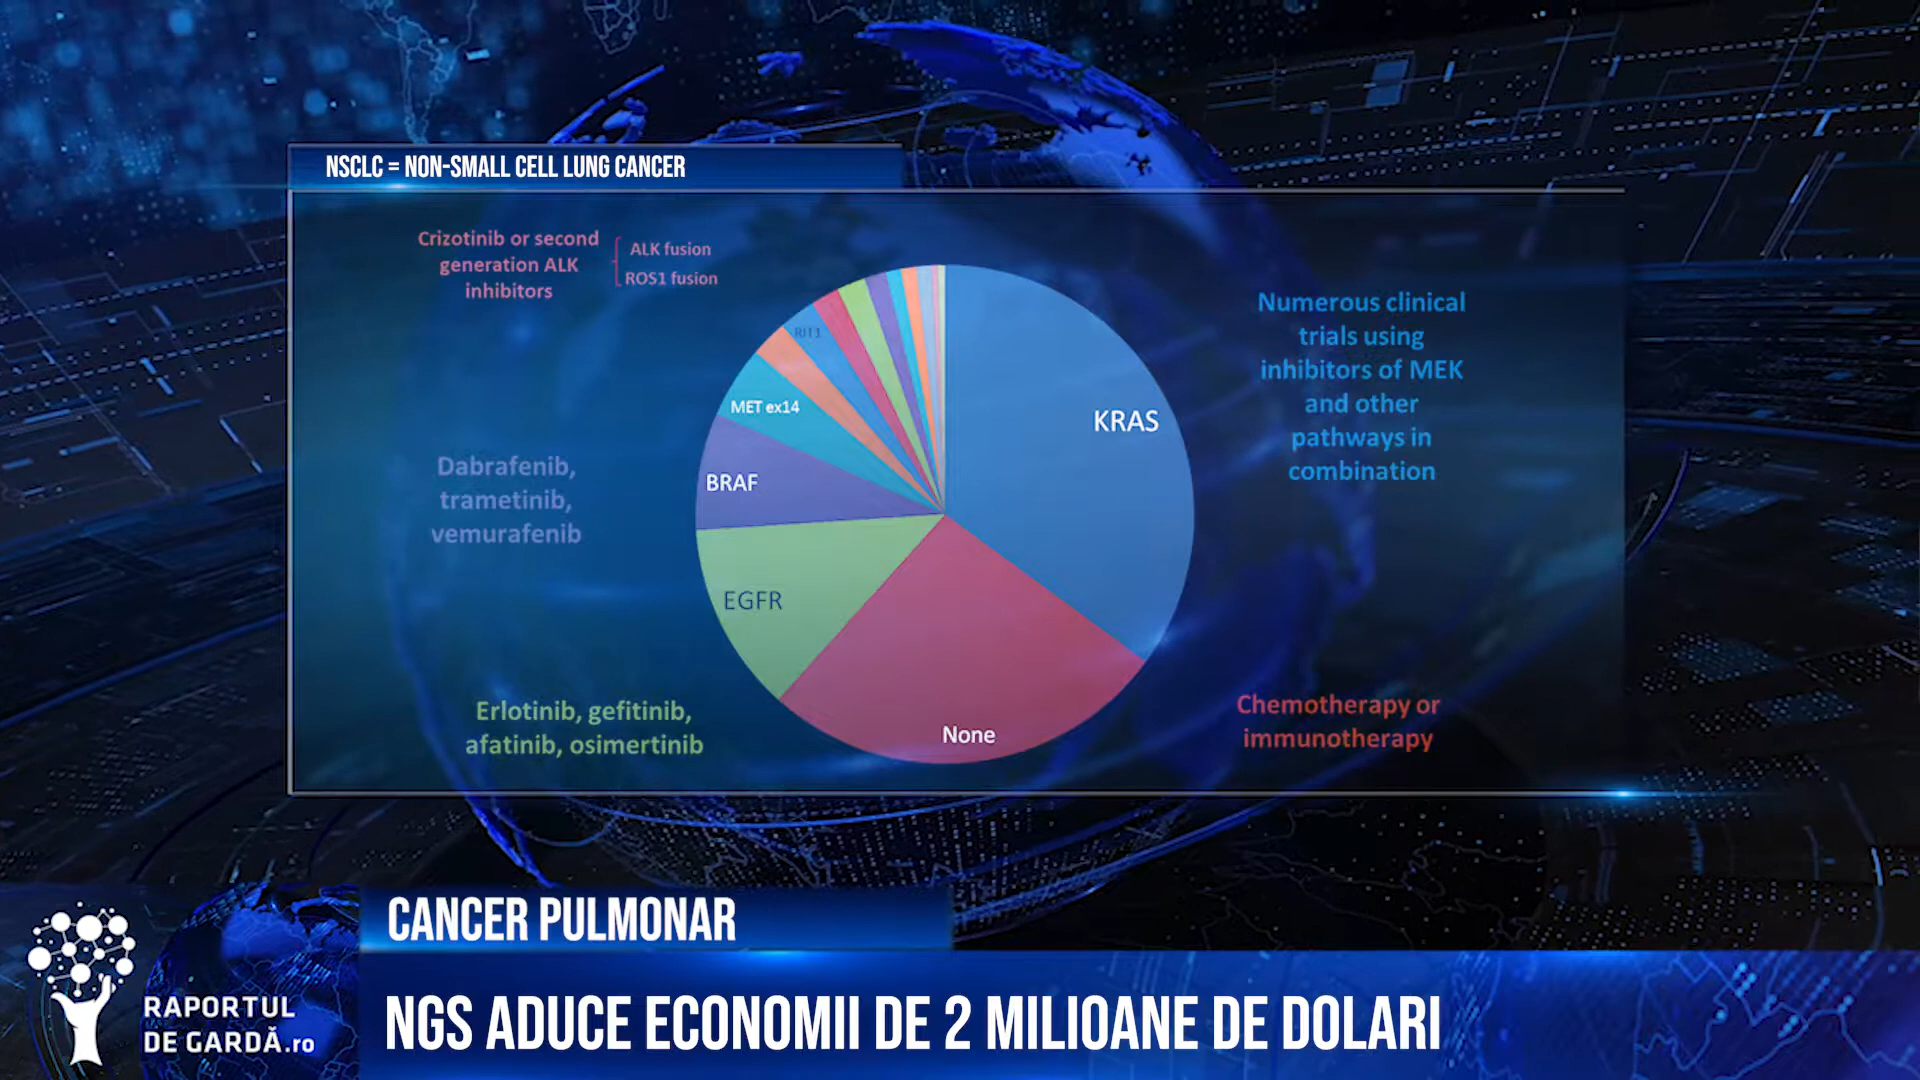 NSCLC = NON-SMALL CELL LUNG CANCER
Crizotinib or second
generation ALK
inhibitors
ALK fusion
ROS1 fusion
RIT1
MET ex14
BRAF
EGFR
None
KRAS
Dabrafenib,
trametinib,
vemurafenib
Erlotinib, gefitinib,
afatinib, osimertinib
Numerous clinical
trials using
inhibitors of MEK
and other
pathways in
combination
Chemotherapy or
immunotherapy
CANCER PULMONAR
NGS ADUCE ECONOMII DE 2 MILIOANE DE DOLARI
RAPORTUL
DE GARDĂ.ro